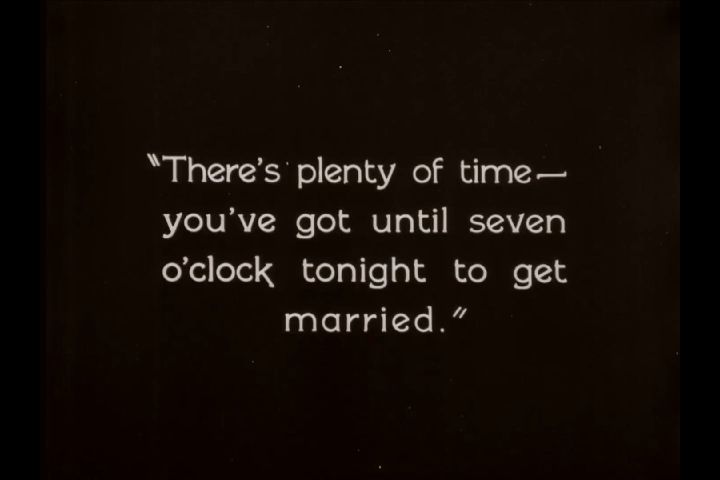 "There's plenty of time—
you've got until seven
o'clock tonight to get
married."